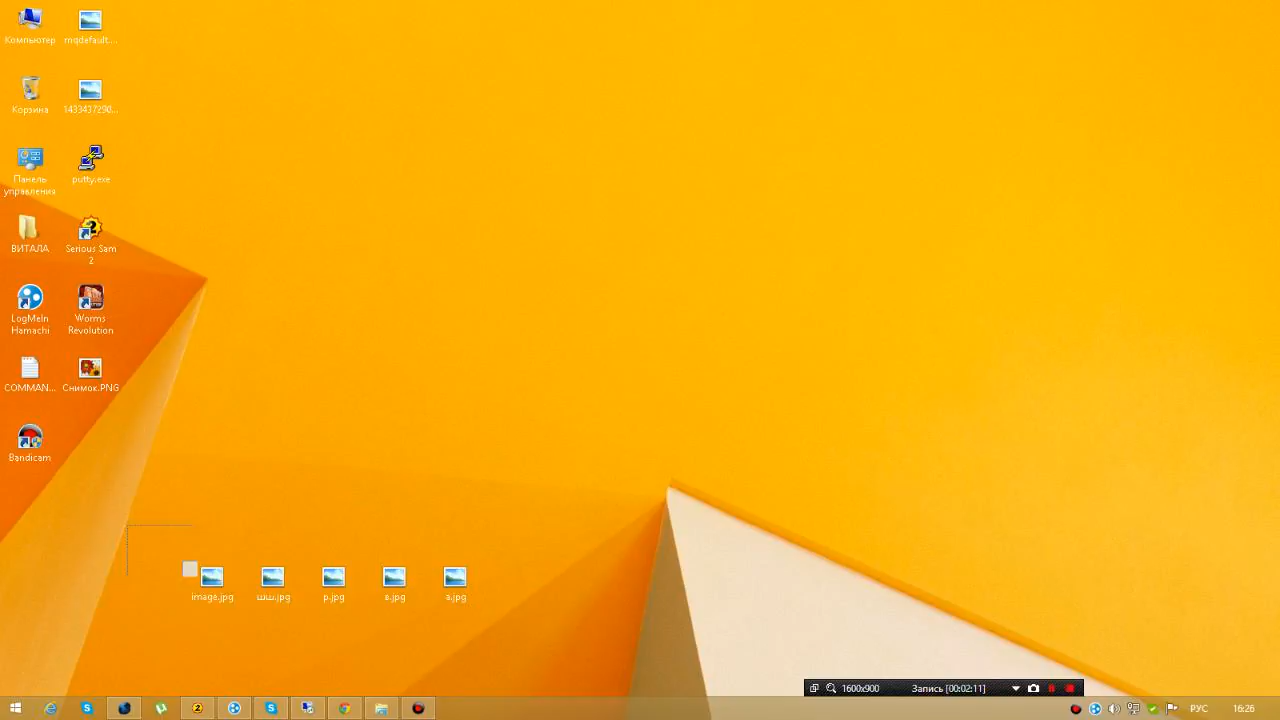 Компьютер
mqdefault....
Корзина
1433437290...
Панель
управления
putty.exe
ВИТАЛА
Serious Sam
2
LogMeIn
Hamachi
Worms
Revolution
COMMAN...
Снимок.PNG
Bandicam
image.jpg
шш.jpg
р.jpg
в.jpg
а.jpg
1600x900
Запись [00:02:11]
РУС
16:26